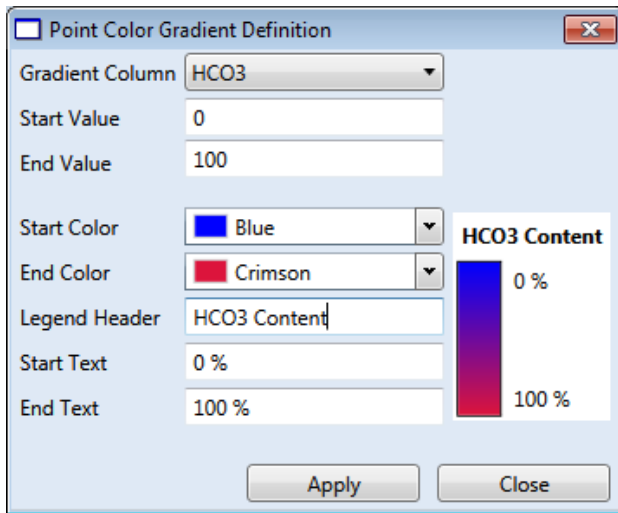 Point Color Gradient Definition
Gradient Column HCO3
Start Value 0
End Value 100
Start Color Blue
End Color Crimson
Legend Header HCO3 Content
Start Text 0 %
End Text 100 %
HCO3 Content
0 %
100 %
Apply Close